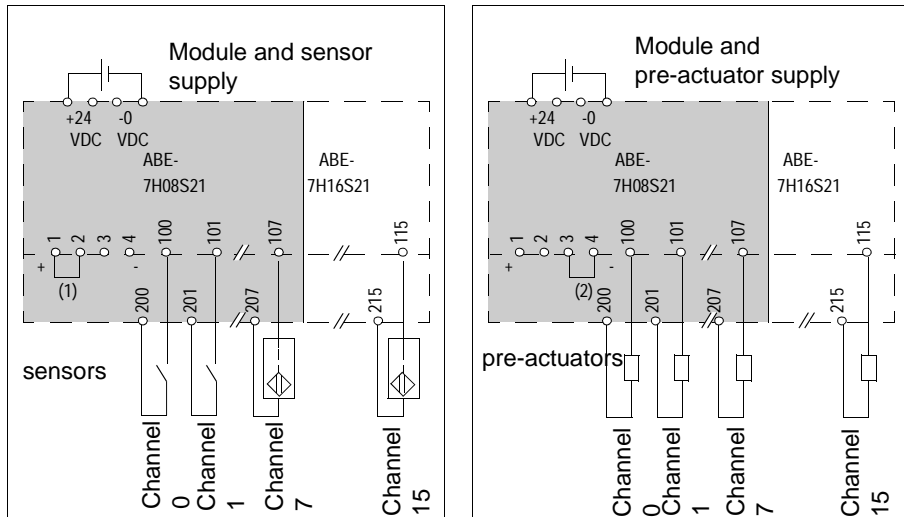 Module and sensor
supply
+24 -0
VDC VDC
ABE-
7H08S21
ABE-
7H16S21
1 2 3 4 100 101 107 115
+ -
(1)
200 201 207 215
sensors
Channel 0
Channel 1
Channel 7
Channel 15
Module and
pre-actuator supply
+24 -0
VDC VDC
ABE-
7H08S21
ABE-
7H16S21
1 2 3 4 100 101 107 115
+ -
(2)
200 201 207 215
pre-actuators
Channel 0
Channel 1
Channel 7
Channel 15